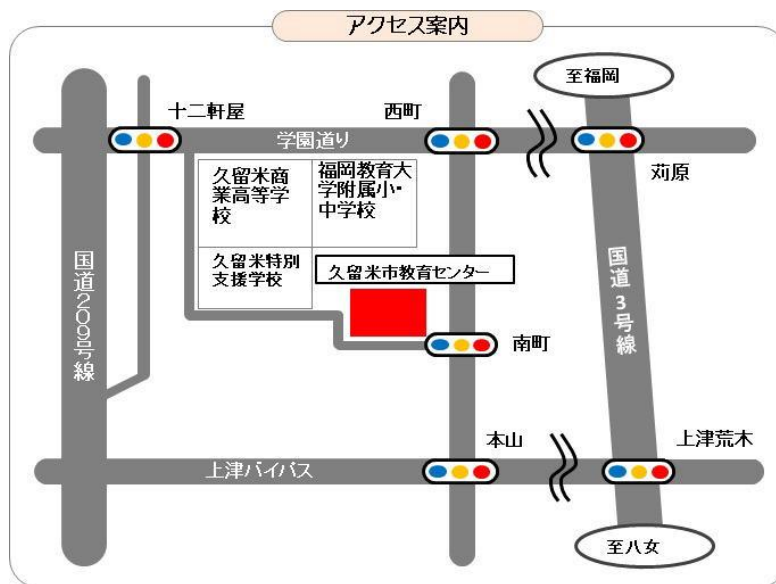 アクセス案内
至福岡
十二軒屋
西町
学園道り
苅原
久留米商
業高等学
校
福岡教育大
学附属小・
中学校
久留米特別
支援学校
久留米市教育センター
国道209号線
国道3号線
南町
本山
上津荒木
上津バイパス
至八女